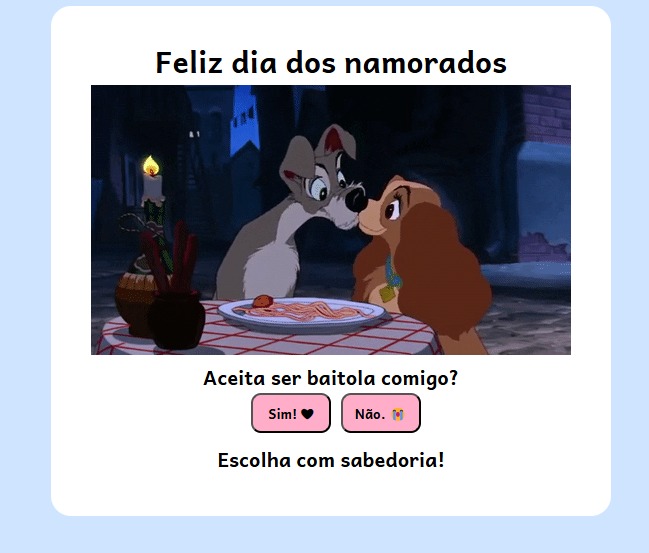 Feliz dia dos namorados
Aceita ser baitola comigo?
Sim! 🖤 Não. 😭
Escolha com sabedoria!